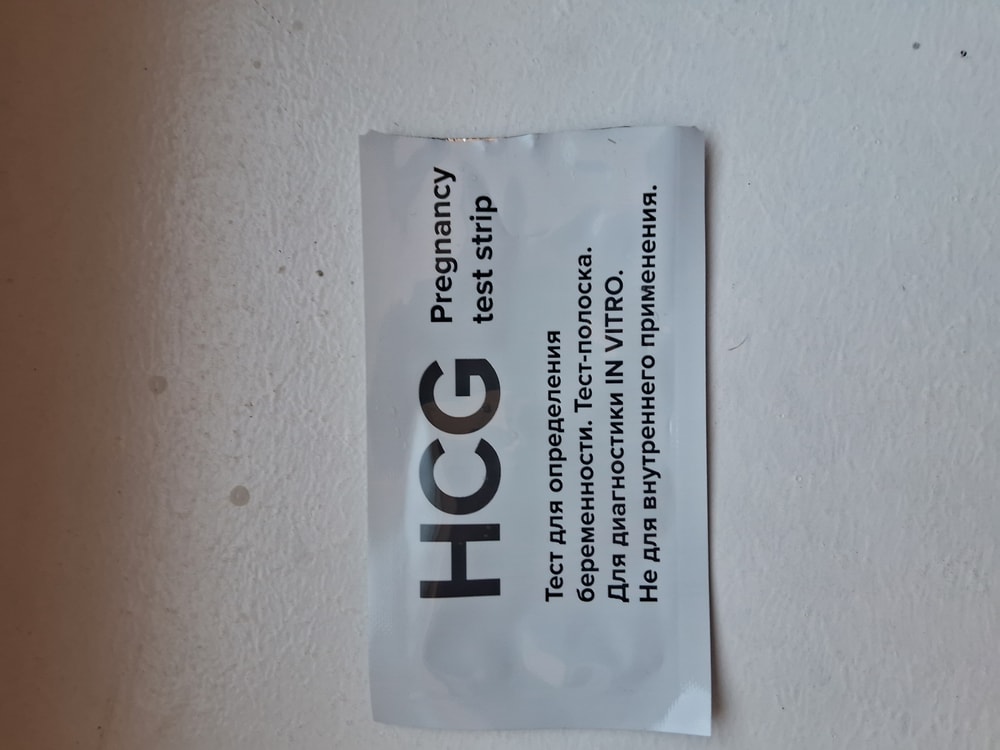 HCG
Pregnancy
test strip
Тест для определения
беременности. Тест-полоска.
Для диагностики IN VITRO.
Не для внутреннего применения.